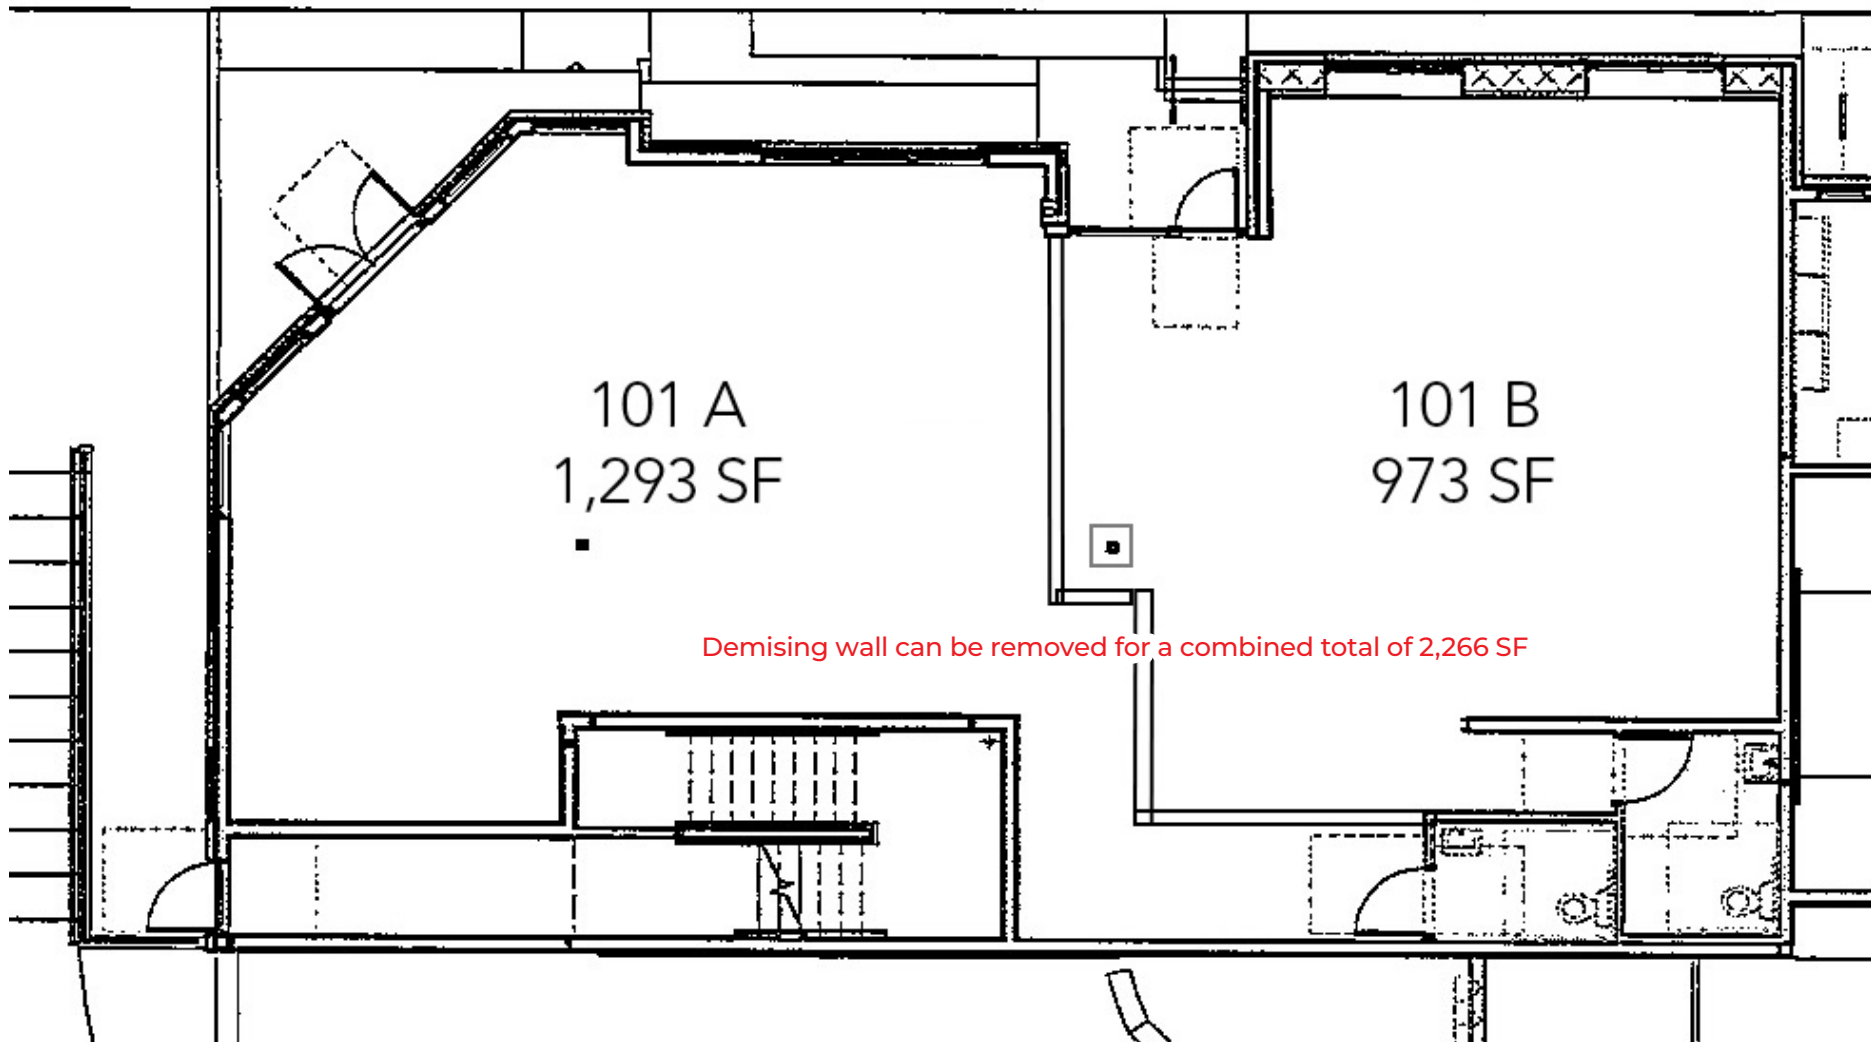 101 A
1,293 SF
101 B
973 SF
Demising wall can be removed for a combined total of 2,266 SF